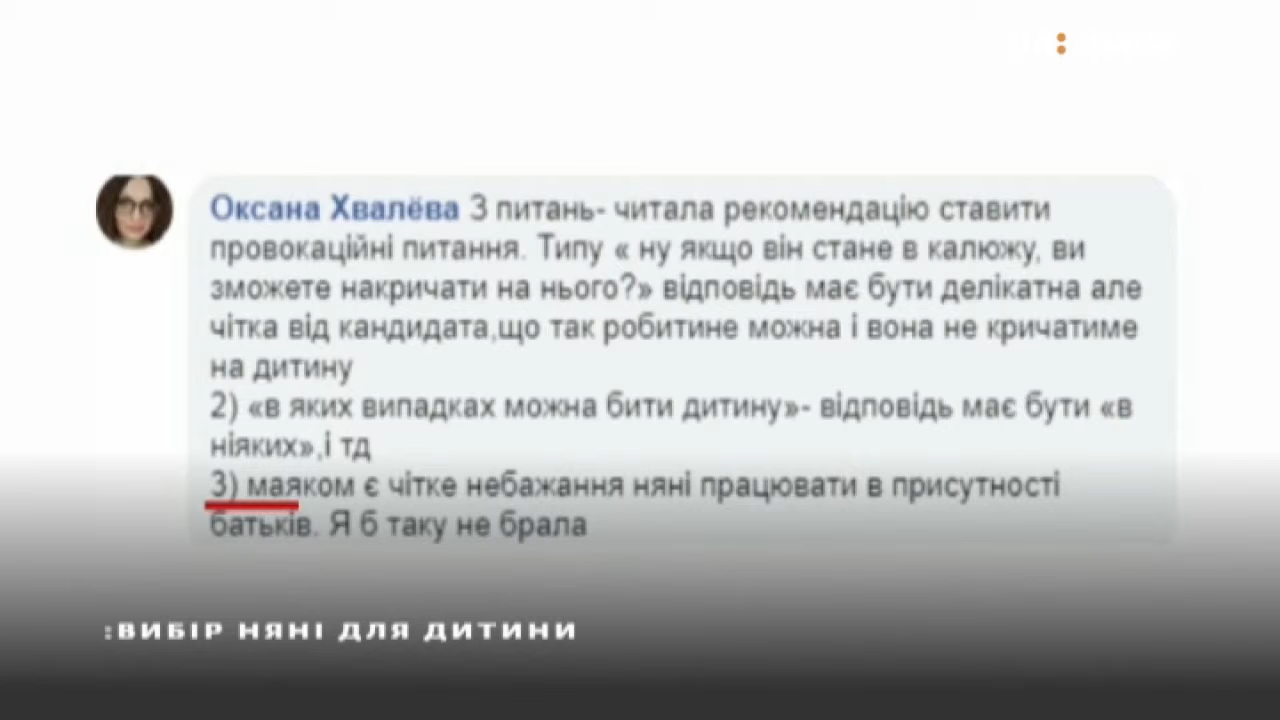 Оксана Хвалёва З питань- читала рекомендацію ставити
провокаційні питання. Типу « ну якщо він стане в калюжу, ви
зможете накричати на нього?» відповідь має бути делікатна але
чітка від кандидата,що так робитине можна і вона не кричатиме
на дитину
2) «в яких випадках можна бити дитину»- відповідь має бути «в
ніяких»,і тд
3) маяком є чітке небажання няні працювати в присутності
батьків. Я б таку не брала
:ВИБІР НЯНІ ДЛЯ ДИТИНИ